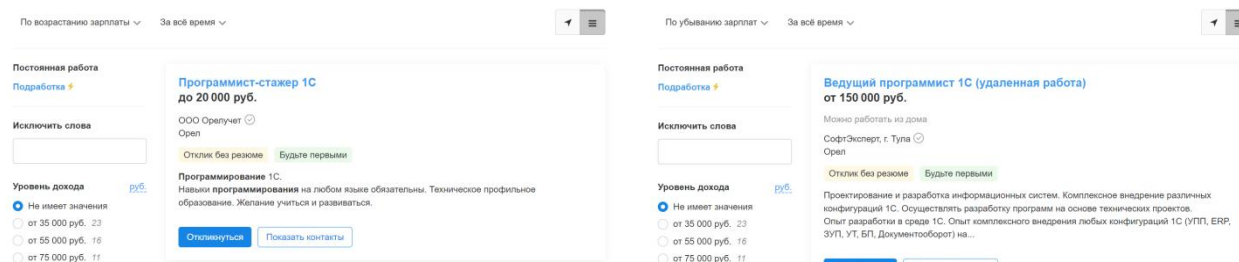 По возрастанию зарплаты За всё время
Постоянная работа
Подработка
Исключить слова
Уровень дохода руб.
Не имеет значения
от 35 000 руб. 23
от 55 000 руб. 16
от 75 000 руб. 11
Программист-стажер 1С
до 20 000 руб.
ООО Орелучет
Орел
Отклик без резюме Будьте первыми
Программирование 1С.
Навыки программирования на любом языке обязательны. Техническое профильное
образование. Желание учиться и развиваться.
Откликнуться Показать контакты
По убыванию зарплат За всё время
Постоянная работа
Подработка
Исключить слова
Уровень дохода руб.
Не имеет значения
от 35 000 руб. 23
от 55 000 руб. 16
от 75 000 руб. 11
Ведущий программист 1С (удаленная работа)
от 150 000 руб.
Можно работать из дома
СофтЭксперт, г. Тула
Орел
Отклик без резюме Будьте первыми
Проектирование и разработка информационных систем. Комплексное внедрение различных
конфигураций 1С. Осуществлять разработку программ на основе технических проектов.
Опыт разработки в среде 1С. Опыт комплексного внедрения любых конфигураций 1С (УПП, ERP,
ЗУП, УТ, БП, Документооборот) на...